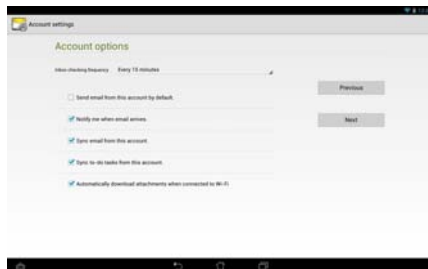 Account settings
Account options
Inbox checking frequency Every 15 minutes
Previous
Send email from this account by default.
Notify me when email arrives.
Next
Sync email from this account.
Sync to-do tasks from this account.
Automatically download attachments when connected to Wi-Fi